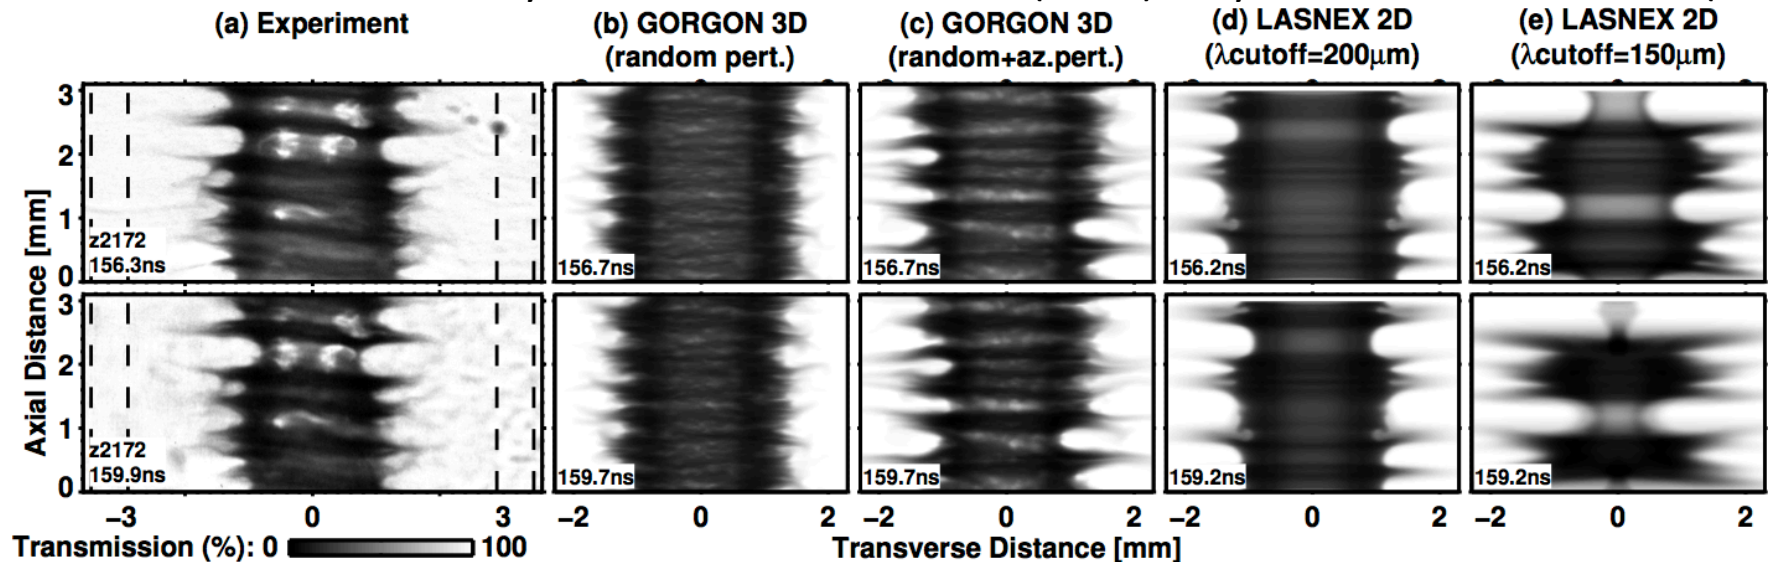 (a) Experiment
(b) GORGON 3D
(random pert.)
(c) GORGON 3D
(random+az.pert.)
(d) LASNEX 2D
(λcutoff=200μm)
(e) LASNEX 2D
(λcutoff=150μm)
Axial Distance [mm]
3
2
1
0
z2172
156.3ns
156.7ns
156.7ns
156.2ns
156.2ns
3
2
1
0
z2172
159.9ns
159.7ns
159.7ns
159.2ns
159.2ns
−3 0 3
−2 0 2
−2 0 2
−2 0 2
−2 0 2
Transmission (%): 0 100
Transverse Distance [mm]